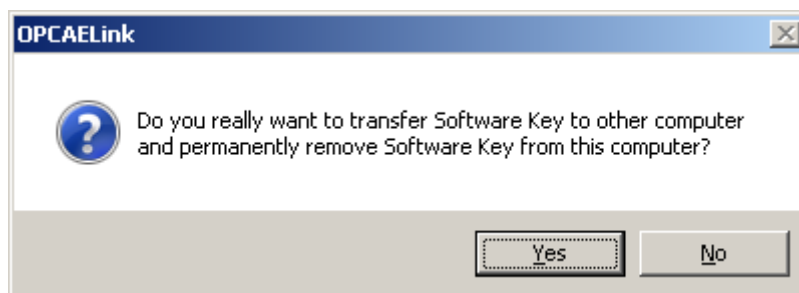 OPCAELink
Do you really want to transfer Software Key to other computer
and permanently remove Software Key from this computer?
Yes
No